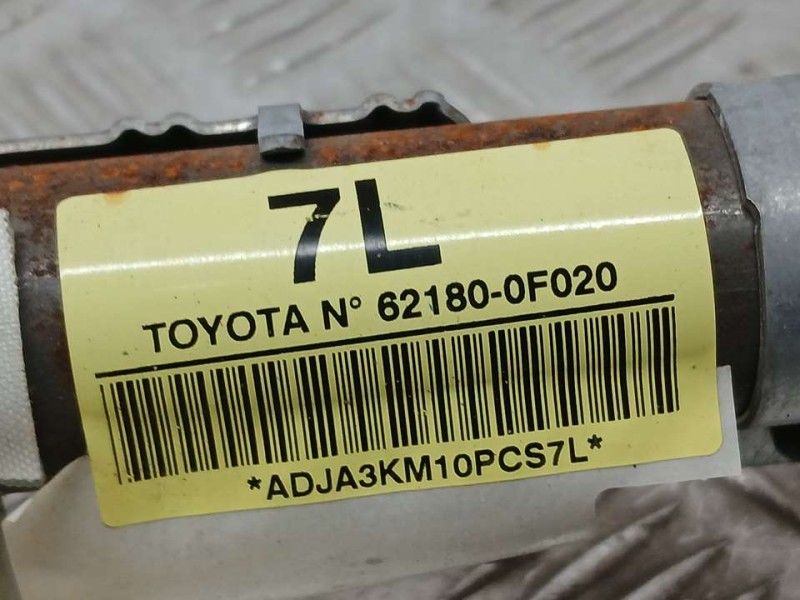 7L
TOYOTA N° 62180-0F020
*ADJA3KM10PCS7L*